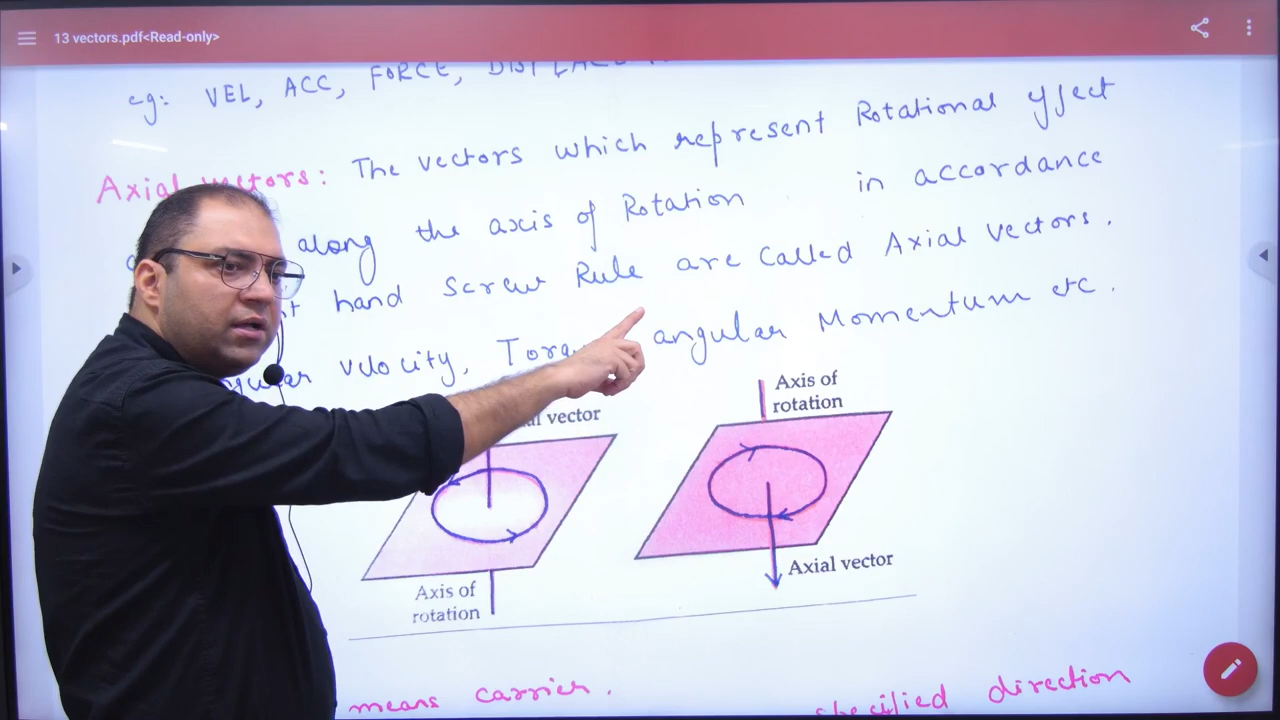 13 vectors.pdf<Read-only>
eg: VEL, ACC, FORCE,
Axial vectors: The vectors which represent Rotational effect
along the axis of Rotation in accordance
hand Screw Rule are called Axial Vectors.
velocity, Torque angular Momentum etc.
vector
Axis of
rotation
Axis of
rotation
Axial vector
means carrier.
specified direction